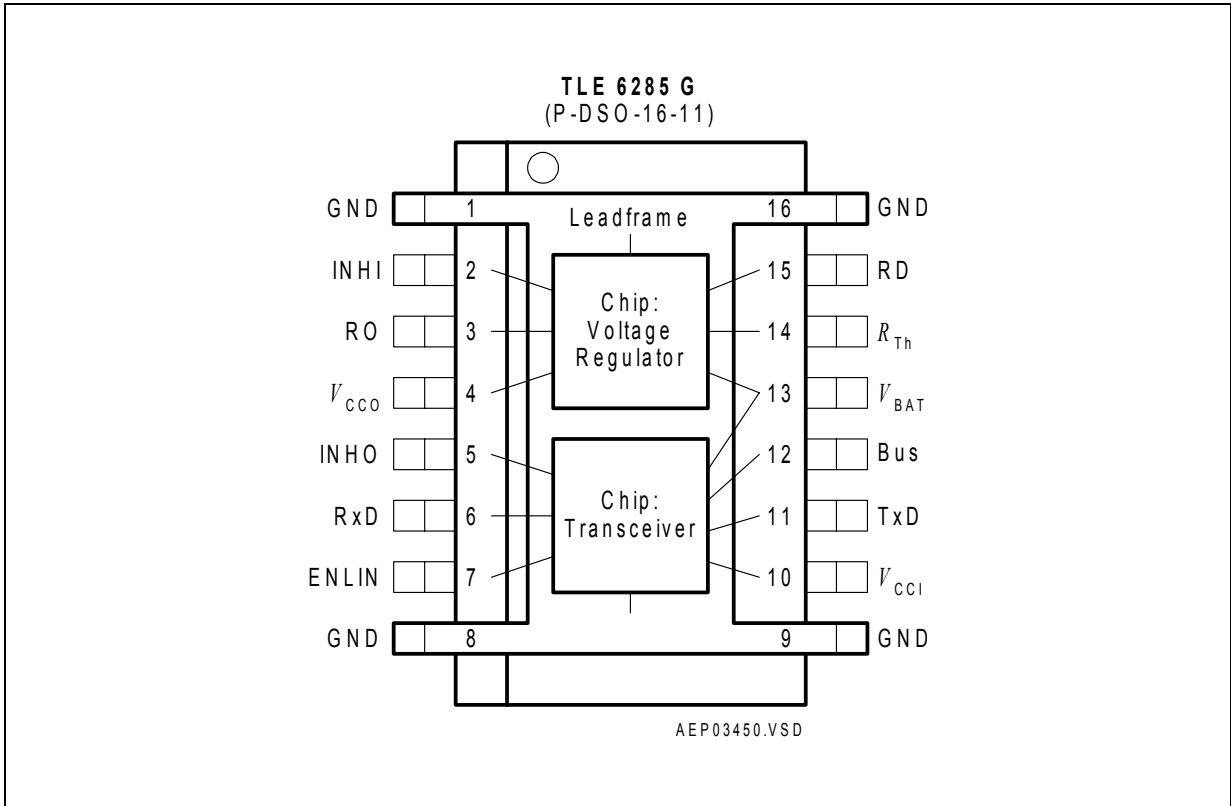 TLE 6285 G
(P-DSO-16-11)
GND 1 16 GND
Leadframe
INHI 2 15 RD
Chip:
Voltage
Regulator
RO 3 14 RTh
VCCO 4 13 VBAT
INHO 5 12 Bus
Chip:
Transceiver
RxD 6 11 TxD
ENLIN 7 10 VCCI
GND 8 9 GND
AEP03450.VSD